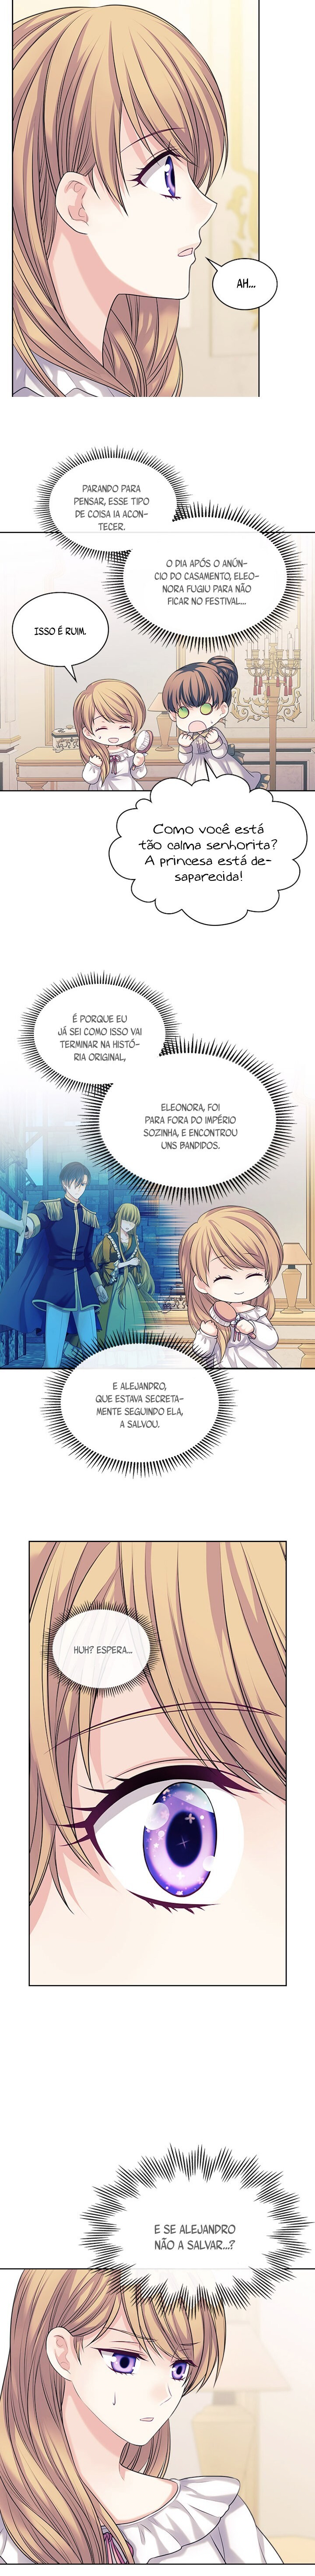 AH...
PARANDO PARA
PENSAR, ESSE TIPO
DE COISA IA ACON-
TECER.
O DIA APÓS O ANÚN-
CIO DO CASAMENTO, ELEO-
NORA FUGIU PARA NÃO
FICAR NO FESTIVAL...
ISSO É RUIM.
Como você está
tão calma senhorita?
A princesa está de-
saparecida!
É PORQUE EU
JÁ SEI COMO ISSO VAI
TERMINAR NA HISTÓ-
RIA ORIGINAL,
ELEONORA, FOI
PARA FORA DO IMPÉRIO
SOZINHA, E ENCONTROU
UNS BANDIDOS.
E ALEJANDRO,
QUE ESTAVA SECRETA-
MENTE SEGUINDO ELA,
A SALVOU.
HUH? ESPERA...
E SE ALEJANDRO
NÃO A SALVAR...?